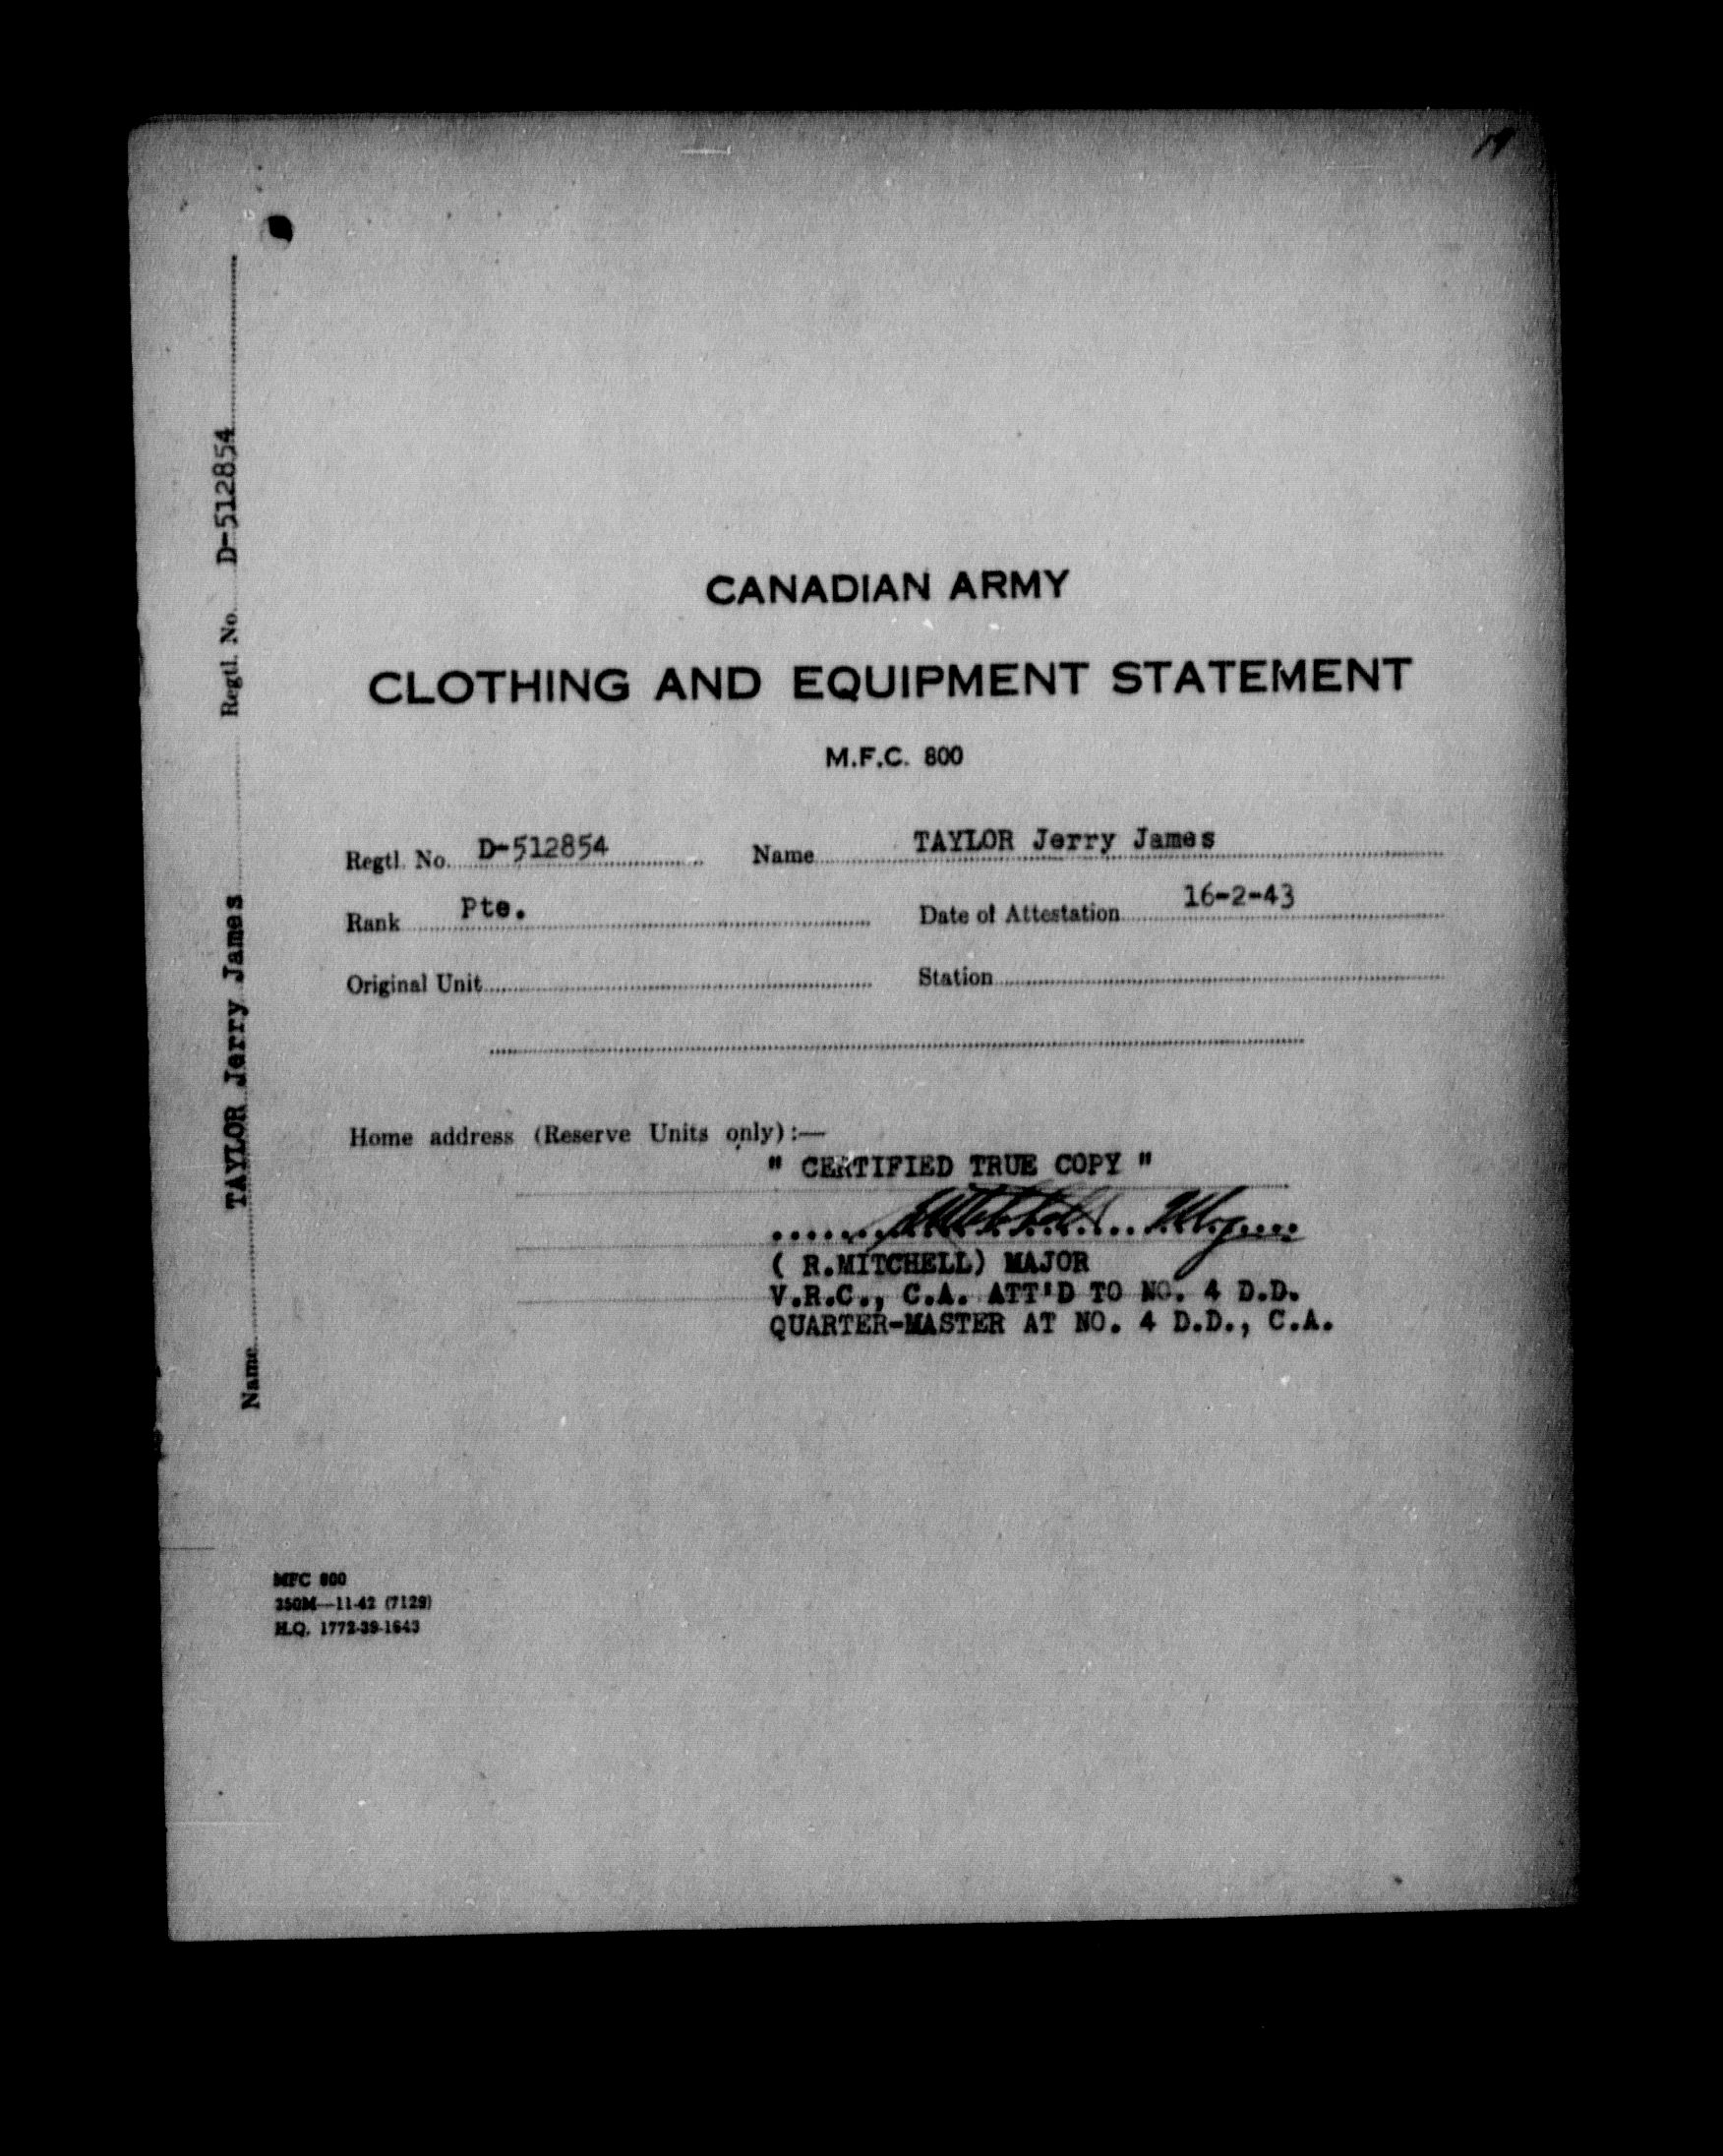 CANADIAN ARMY
CLOTHING AND EQUIPMENT STATEMENT
M.F.C. 800
Regtl. No. D-512854 Name TAYLOR Jerry James
Rank Pte. Date of Attestation 16-2-43
Original Unit Station
Home address (Reserve Units only):—
" CERTIFIED TRUE COPY "
( R.MITCHELL) MAJOR
V.R.C., C.A. ATT'D TO NO. 4 D.D.
QUARTER-MASTER AT NO. 4 D.D., C.A.
Name TAYLOR Jerry James Regtl. No. D-512854
MFC 800
350M—11-42 (7129)
H.Q. 1772-39-1643